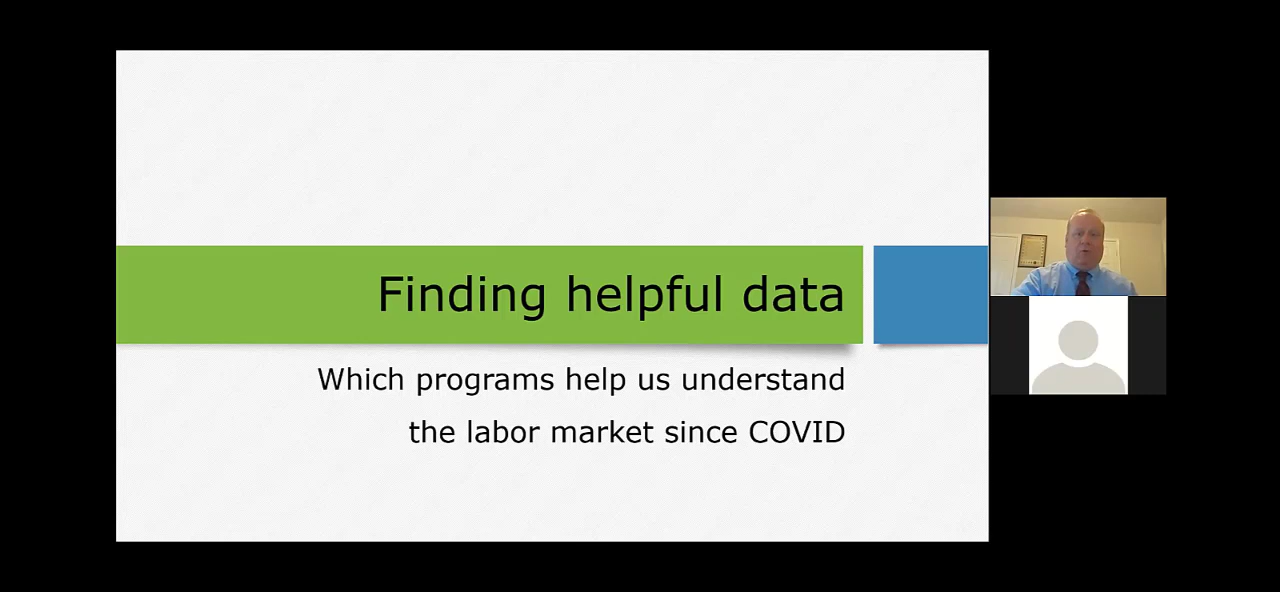 Finding helpful data
Which programs help us understand
the labor market since COVID